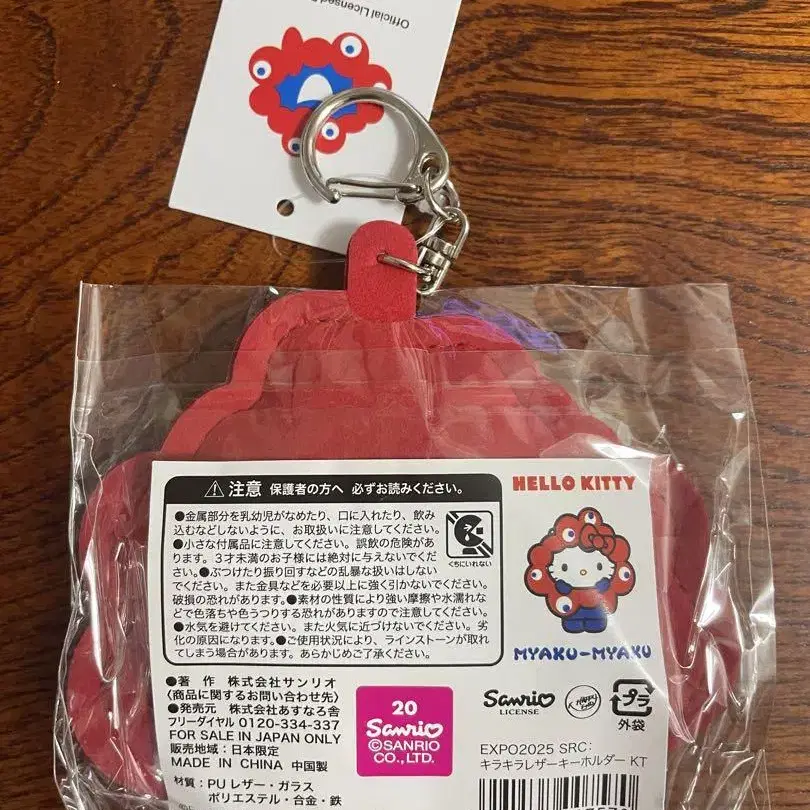 Official Licensed
⚠ 注意 保護者の方へ 必ずお読みください。
●金属部分を乳幼児がなめたり、口に入れたり、飲み
込むなどしないように、お取扱いに注意してください。
●小さな付属品に注意してください。誤飲の危険があ
ります。3才未満のお子様には絶対に与えないでくだ
さい。●ぶつけたり振り回すなどの乱暴な扱いはしない
でください。また金具などを必要以上に強く引かないでください。
破損の恐れがあります。●素材の性質により強い摩擦や水濡れなど
で色落ちや色うつりする恐れがありますので注意してください。
●水気を避けてください。また火気に近づけないでください。劣
化の原因になります。●ご使用状況により、ラインストーンが取れ
てしまう場合があります。あらかじめご了承ください。
くちにいれない
HELLO KITTY
MYAKU-MYAKU
●著 作 株式会社サンリオ
〈商品に関するお問い合わせ先〉
●発売元 株式会社あすなろ舎
フリーダイヤル 0120-334-337
FOR SALE IN JAPAN ONLY
販売地域：日本限定
MADE IN CHINA 中国製
材質：PU レザー・ガラス
ポリエステル・合金・鉄
20
Sanrio
©SANRIO
CO., LTD.
Sanrio
LICENSE
プラ
外袋
EXPO2025 SRC:
キラキラレザーキーホルダー KT